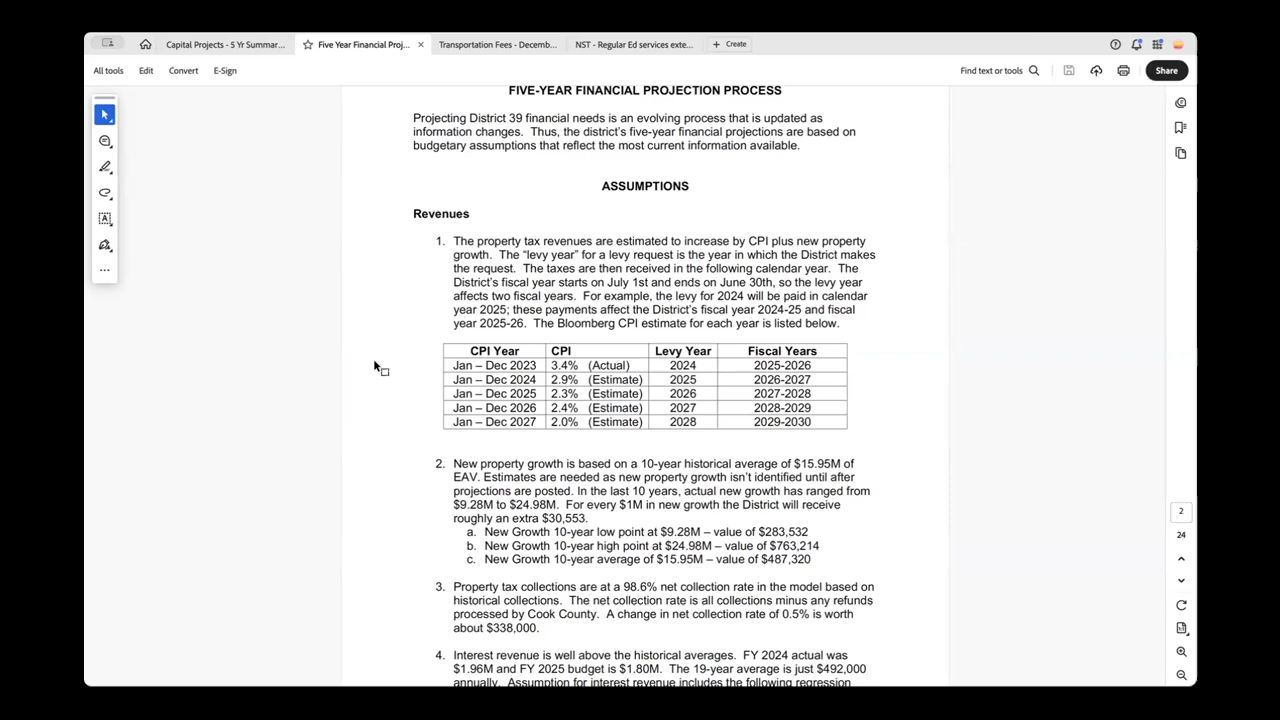 Capital Projects - 5 Yr Summar...
Five Year Financial Proj...
Transportation Fees - Decemb...
NST - Regular Ed services exte...
Create
All tools Edit Convert E-Sign
Find text or tools
Share
FIVE-YEAR FINANCIAL PROJECTION PROCESS
Projecting District 39 financial needs is an evolving process that is updated as
information changes. Thus, the district's five-year financial projections are based on
budgetary assumptions that reflect the most current information available.
ASSUMPTIONS
Revenues
1. The property tax revenues are estimated to increase by CPI plus new property
growth. The "levy year" for a levy request is the year in which the District makes
the request. The taxes are then received in the following calendar year. The
District's fiscal year starts on July 1st and ends on June 30th, so the levy year
affects two fiscal years. For example, the levy for 2024 will be paid in calendar
year 2025; these payments affect the District's fiscal year 2024-25 and fiscal
year 2025-26. The Bloomberg CPI estimate for each year is listed below.
CPI Year CPI Levy Year Fiscal Years
Jan – Dec 2023 3.4% (Actual) 2024 2025-2026
Jan – Dec 2024 2.9% (Estimate) 2025 2026-2027
Jan – Dec 2025 2.3% (Estimate) 2026 2027-2028
Jan – Dec 2026 2.4% (Estimate) 2027 2028-2029
Jan – Dec 2027 2.0% (Estimate) 2028 2029-2030
2. New property growth is based on a 10-year historical average of $15.95M of
EAV. Estimates are needed as new property growth isn't identified until after
projections are posted. In the last 10 years, actual new growth has ranged from
$9.28M to $24.98M. For every $1M in new growth the District will receive
roughly an extra $30,553.
a. New Growth 10-year low point at $9.28M – value of $283,532
b. New Growth 10-year high point at $24.98M – value of $763,214
c. New Growth 10-year average of $15.95M – value of $487,320
3. Property tax collections are at a 98.6% net collection rate in the model based on
historical collections. The net collection rate is all collections minus any refunds
processed by Cook County. A change in net collection rate of 0.5% is worth
about $338,000.
4. Interest revenue is well above the historical averages. FY 2024 actual was
$1.96M and FY 2025 budget is $1.80M. The 19-year average is just $492,000
annually. Assumption for interest revenue includes the following regression
2
24